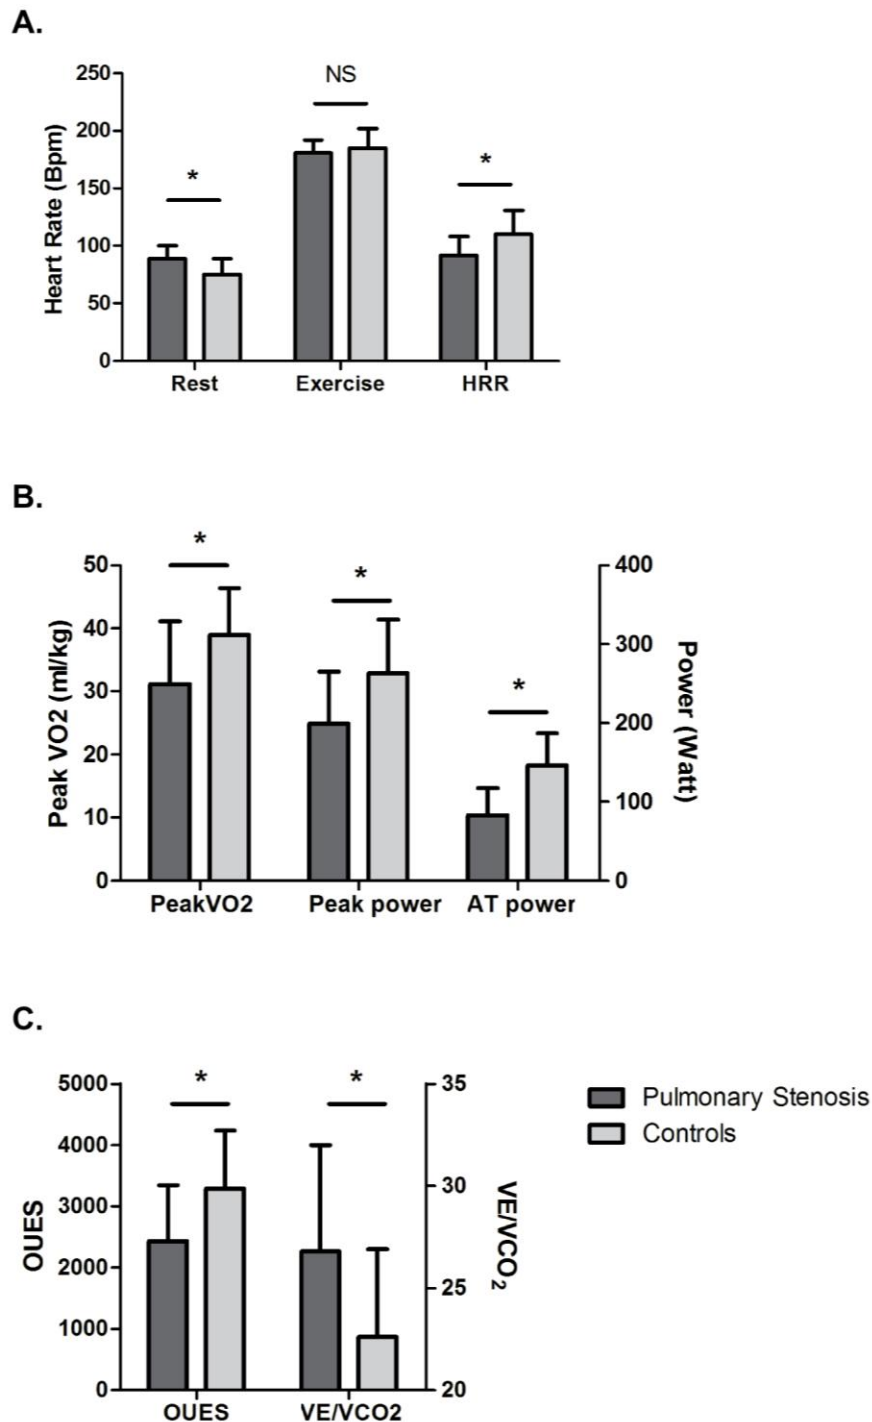 A.
Heart Rate (Bpm)
250
200
150
100
50
0
*
NS
*
Rest Exercise HRR
B.
Peak VO2 (ml/kg)
50
40
30
20
10
0
*
*
*
400
300
200
100
0
Power (Watt)
PeakVO2 Peak power AT power
C.
OUES
5000
4000
3000
2000
1000
0
*
*
35
30
25
20
VE/VCO2
OUES VE/VCO2
Pulmonary Stenosis
Controls